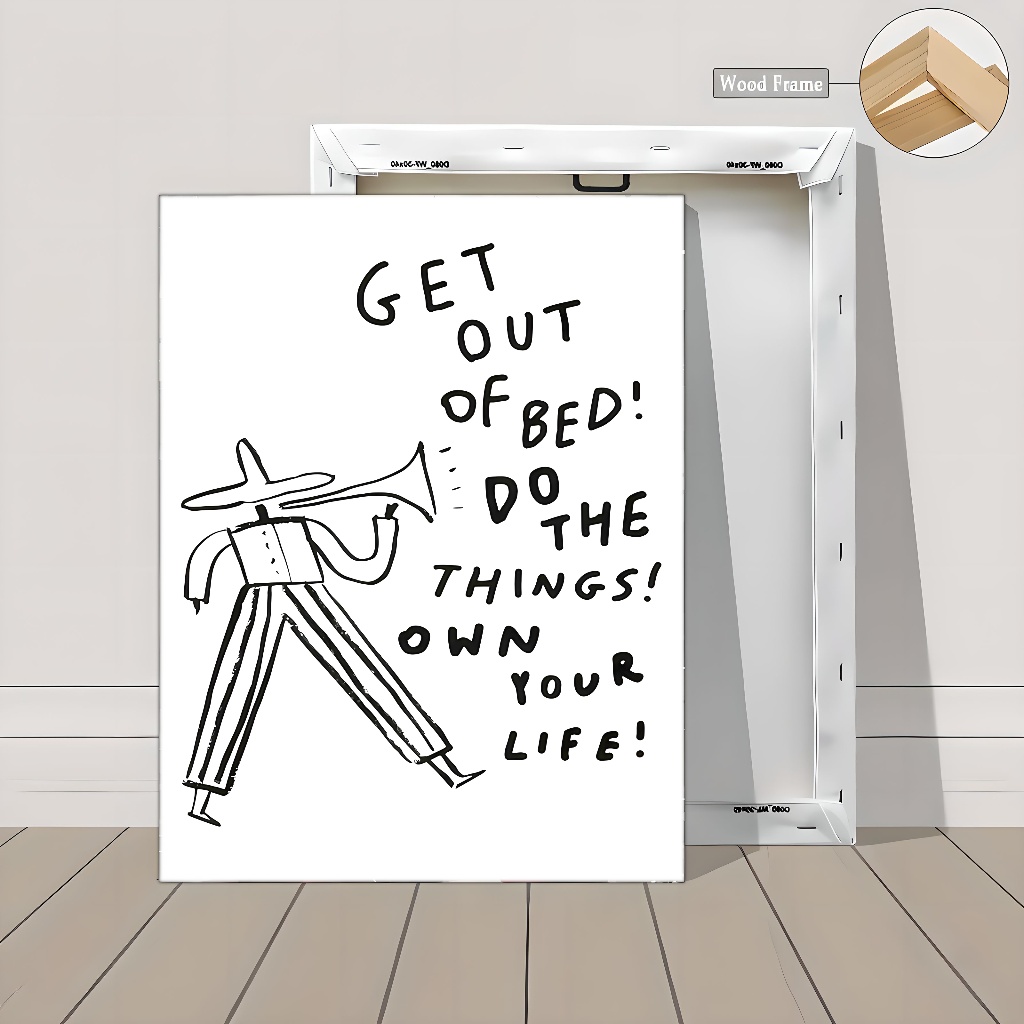 Wood Frame
GET
OUT
OF BED!
DO
THE
THINGS!
OWN
YOUR
LIFE!